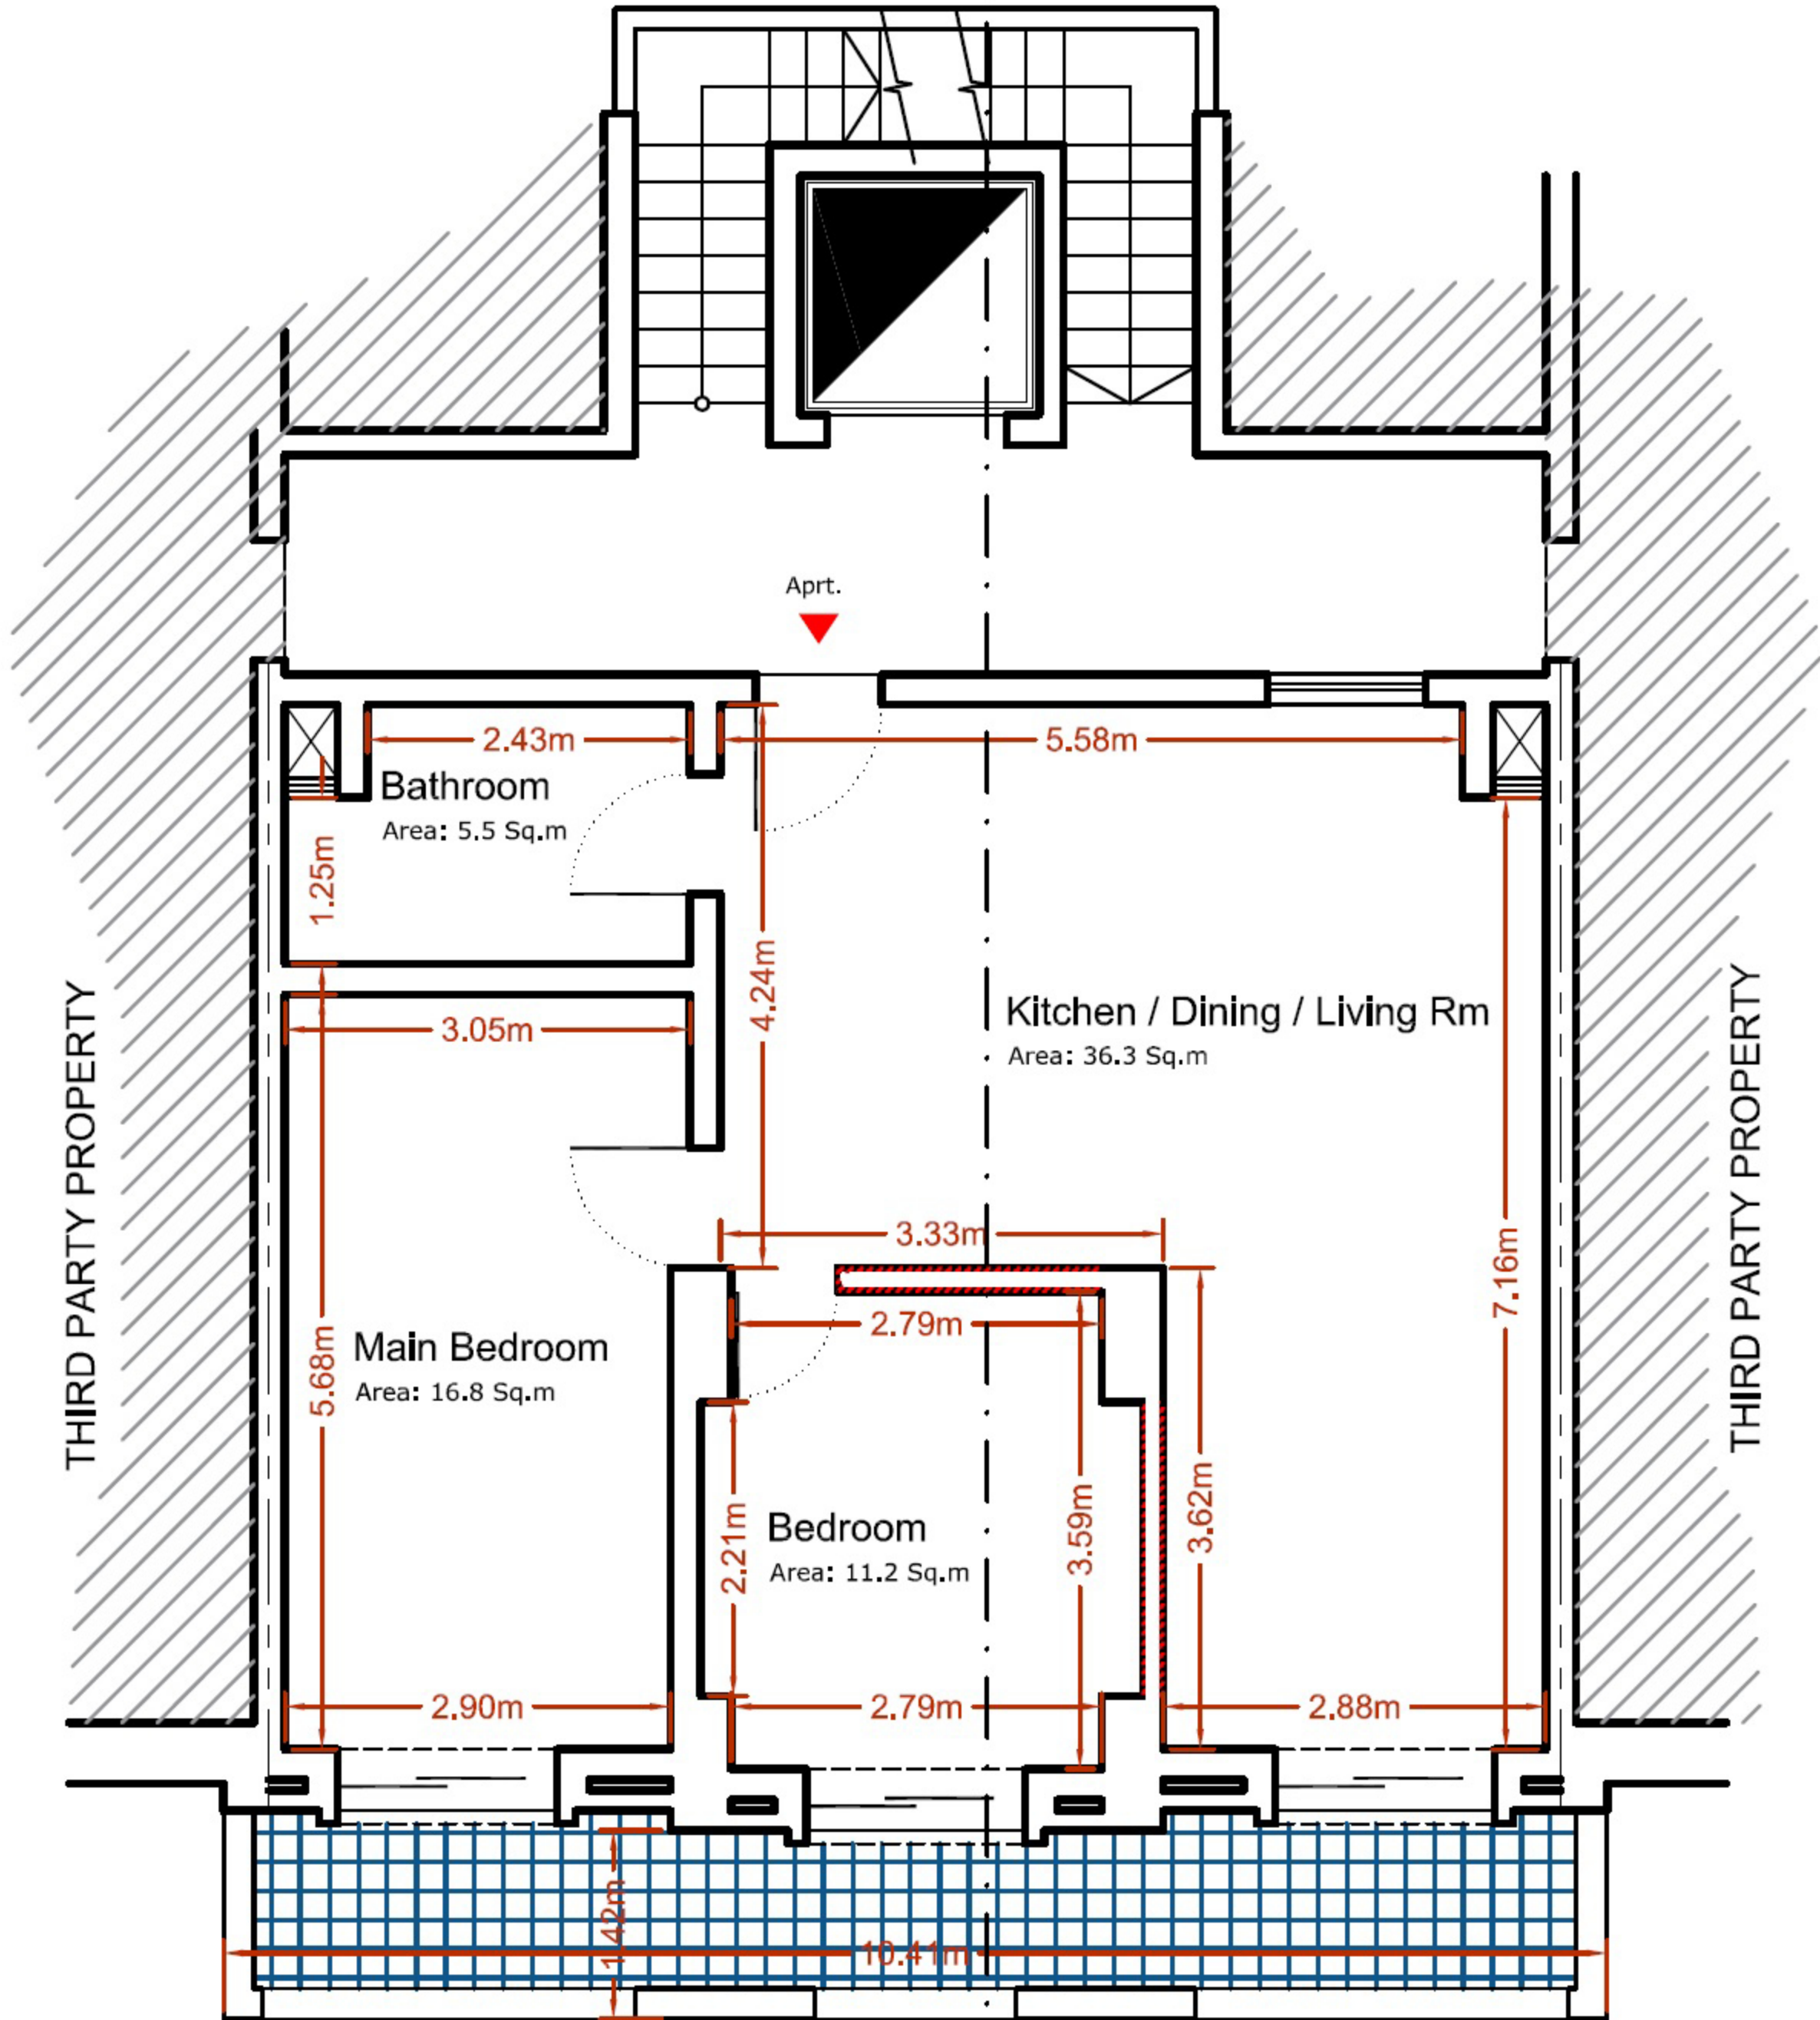 Aprt.
2.43m
5.58m
Bathroom
Area: 5.5 Sq.m
1.25m
4.24m
THIRD PARTY PROPERTY
THIRD PARTY PROPERTY
Kitchen / Dining / Living Rm
Area: 36.3 Sq.m
3.05m
3.33m
7.16m
2.79m
Main Bedroom
Area: 16.8 Sq.m
5.68m
2.21m
Bedroom
Area: 11.2 Sq.m
3.59m
3.62m
2.90m
2.79m
2.88m
1.42m
10.41m